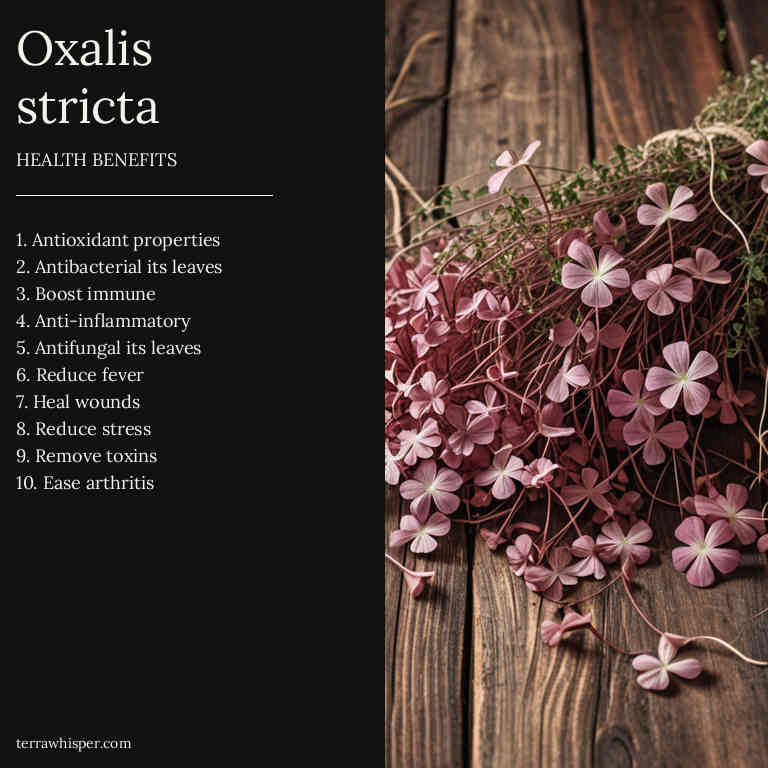 Oxalis
stricta
HEALTH BENEFITS
1. Antioxidant properties
2. Antibacterial its leaves
3. Boost immune
4. Anti-inflammatory
5. Antifungal its leaves
6. Reduce fever
7. Heal wounds
8. Reduce stress
9. Remove toxins
10. Ease arthritis
terrawhisper.com